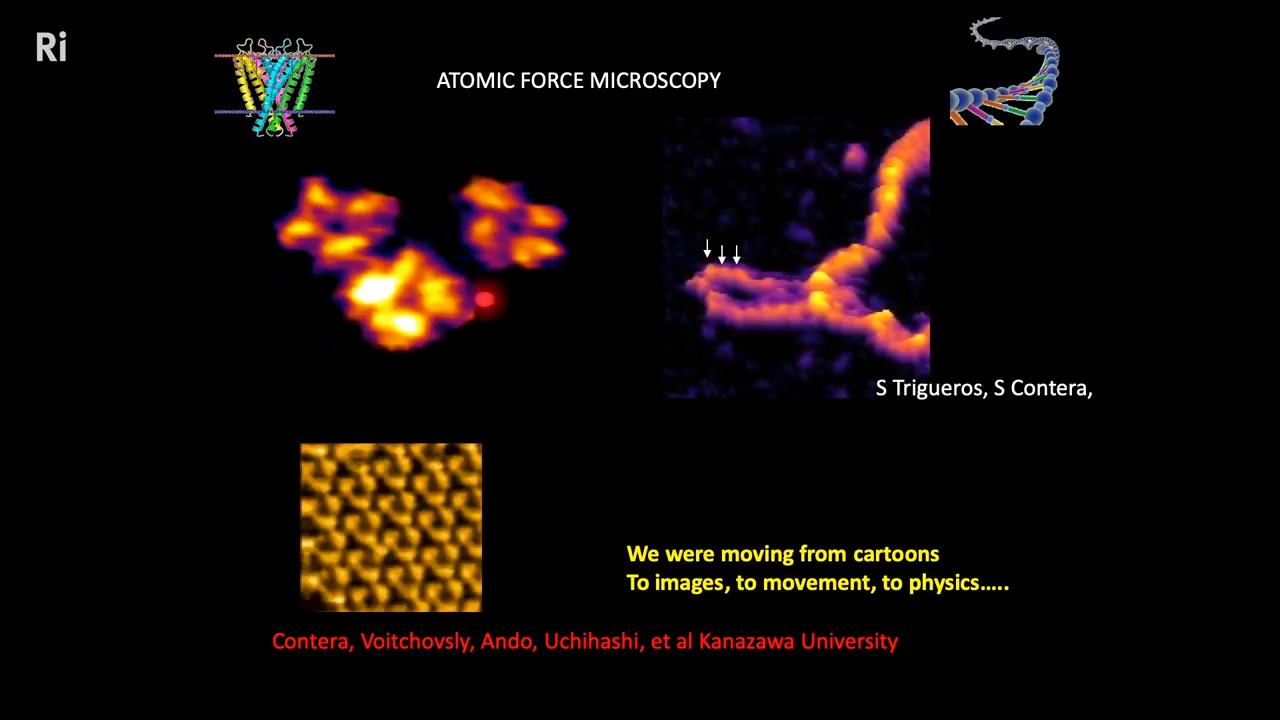 Ri
ATOMIC FORCE MICROSCOPY
S Trigueros, S Contera,
We were moving from cartoons
To images, to movement, to physics.....
Contera, Voitchovsly, Ando, Uchihashi, et al Kanazawa University